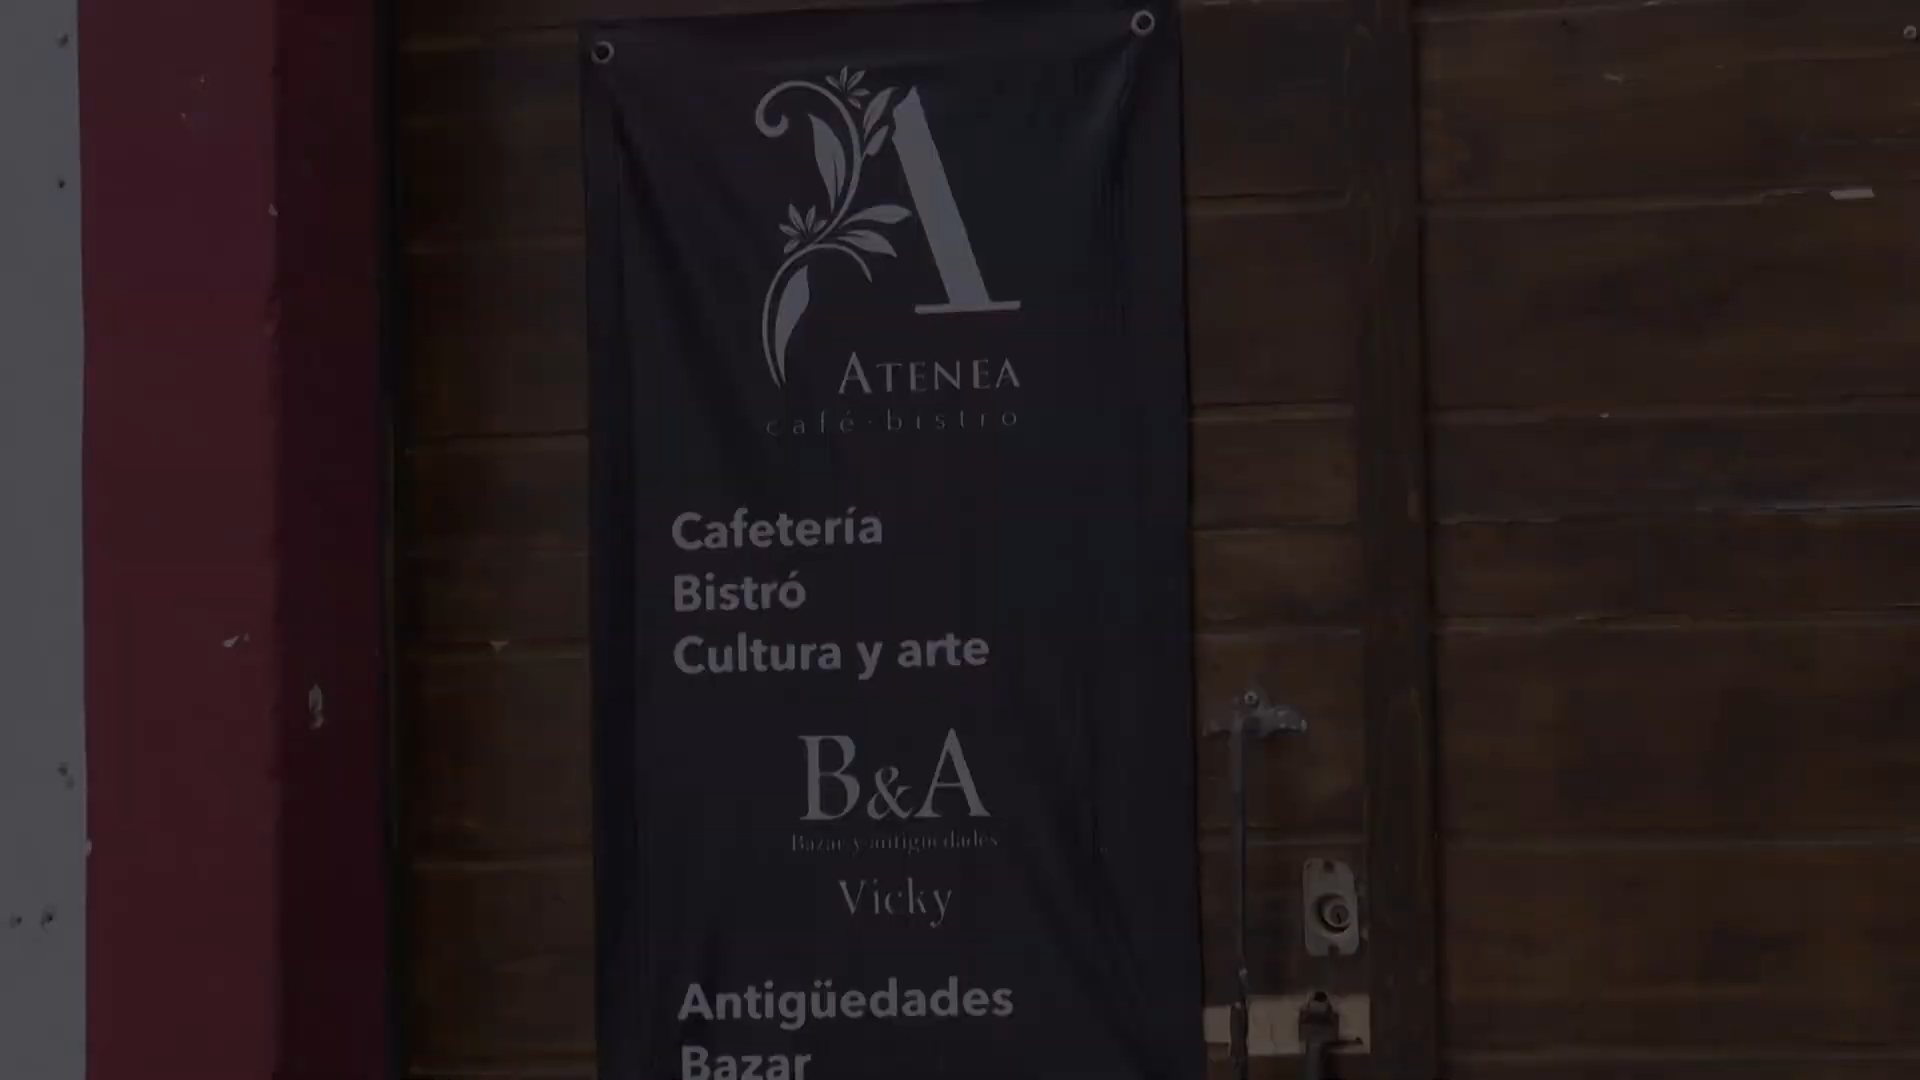 A
ATENEA
café·bistro
Cafetería
Bistró
Cultura y arte
B&A
Bazar y antigüedades
Vicky
Antigüedades
Bazar